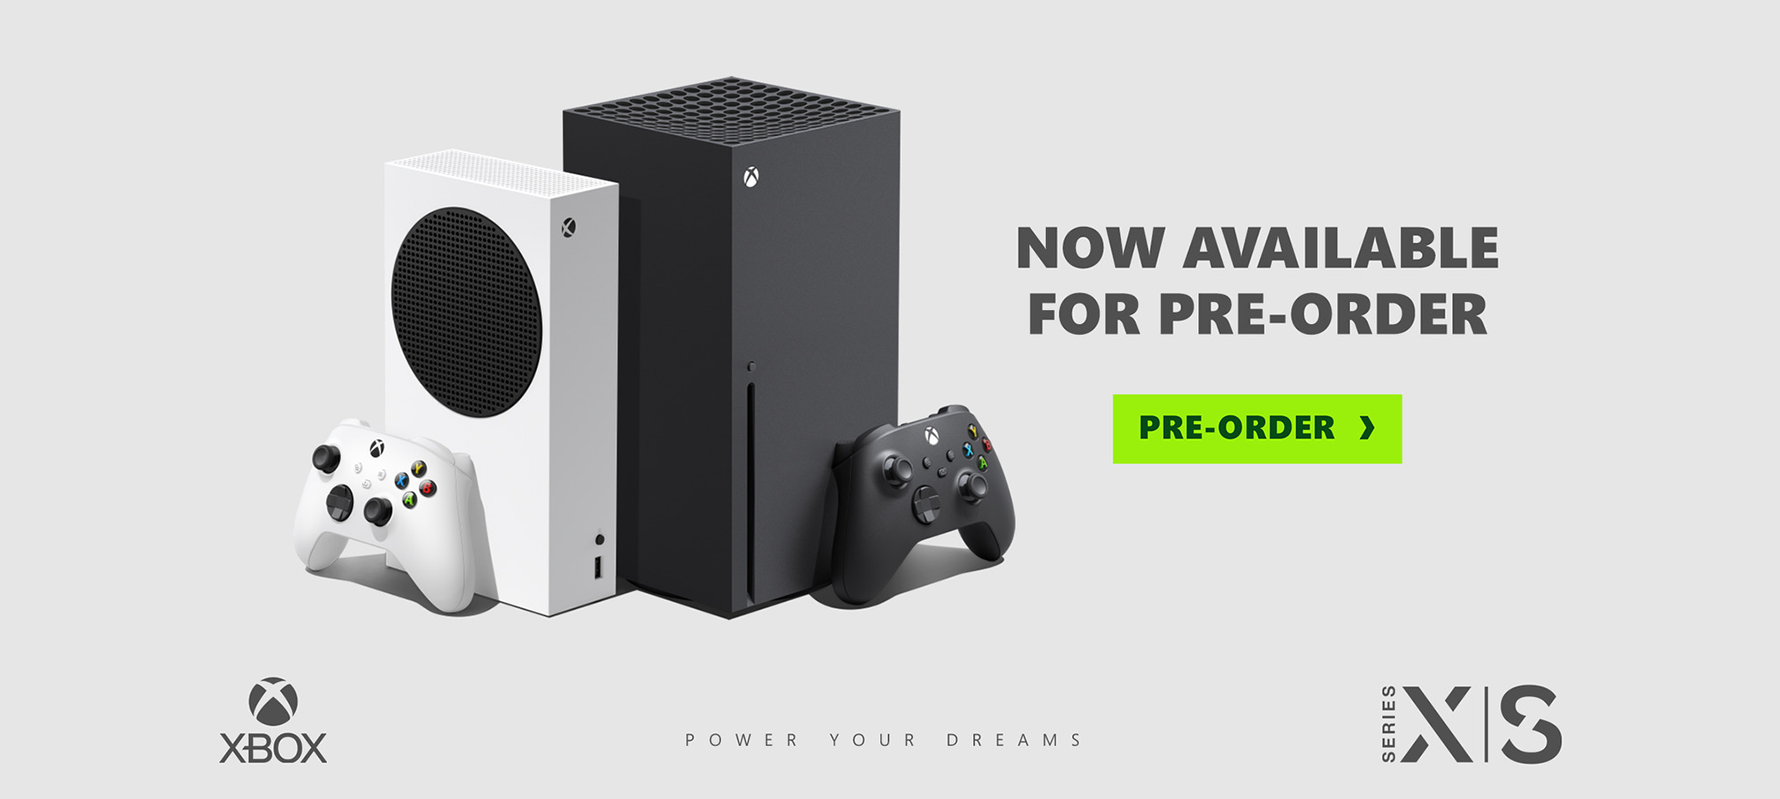 NOW AVAILABLE
FOR PRE-ORDER
PRE-ORDER ❯
Y
X B
A
Y
X B
A
XBOX
POWER YOUR DREAMS
SERIES X|S